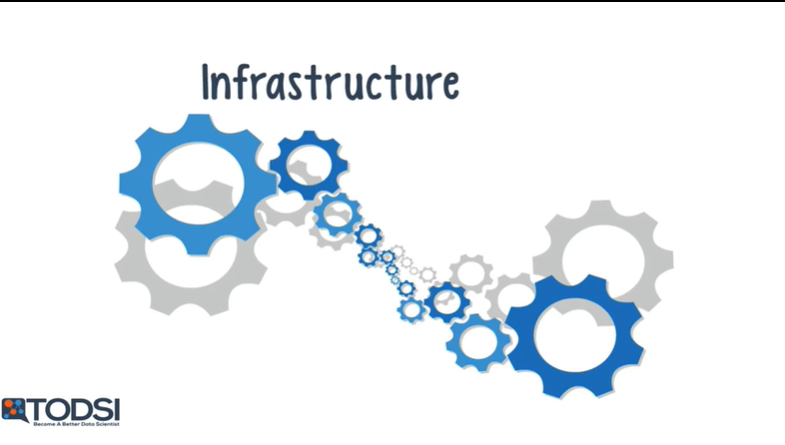 Infrastructure
TODSI
Become A Better Data Scientist